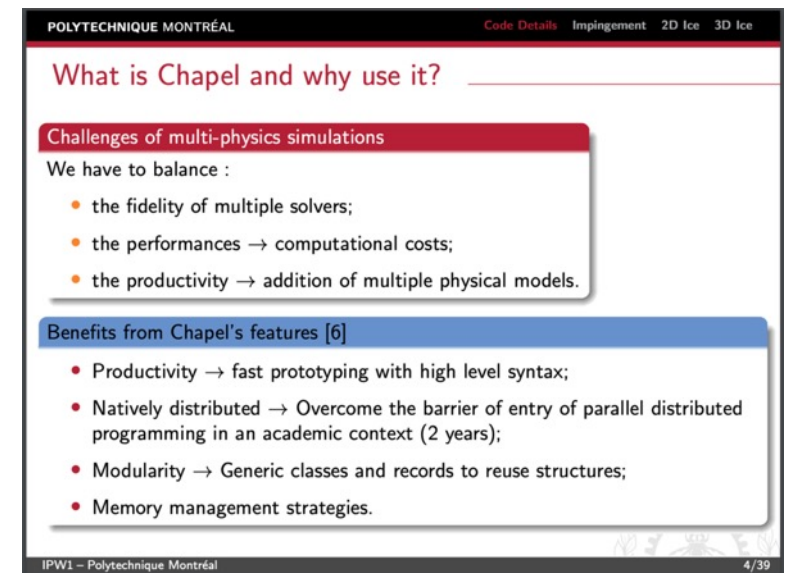 POLYTECHNIQUE MONTRÉAL
Code Details Impingement 2D Ice 3D Ice
What is Chapel and why use it?
Challenges of multi-physics simulations
We have to balance :
• the fidelity of multiple solvers;
• the performances → computational costs;
• the productivity → addition of multiple physical models.
Benefits from Chapel's features [6]
• Productivity → fast prototyping with high level syntax;
• Natively distributed → Overcome the barrier of entry of parallel distributed
programming in an academic context (2 years);
• Modularity → Generic classes and records to reuse structures;
• Memory management strategies.
IPW1 – Polytechnique Montréal
4/39